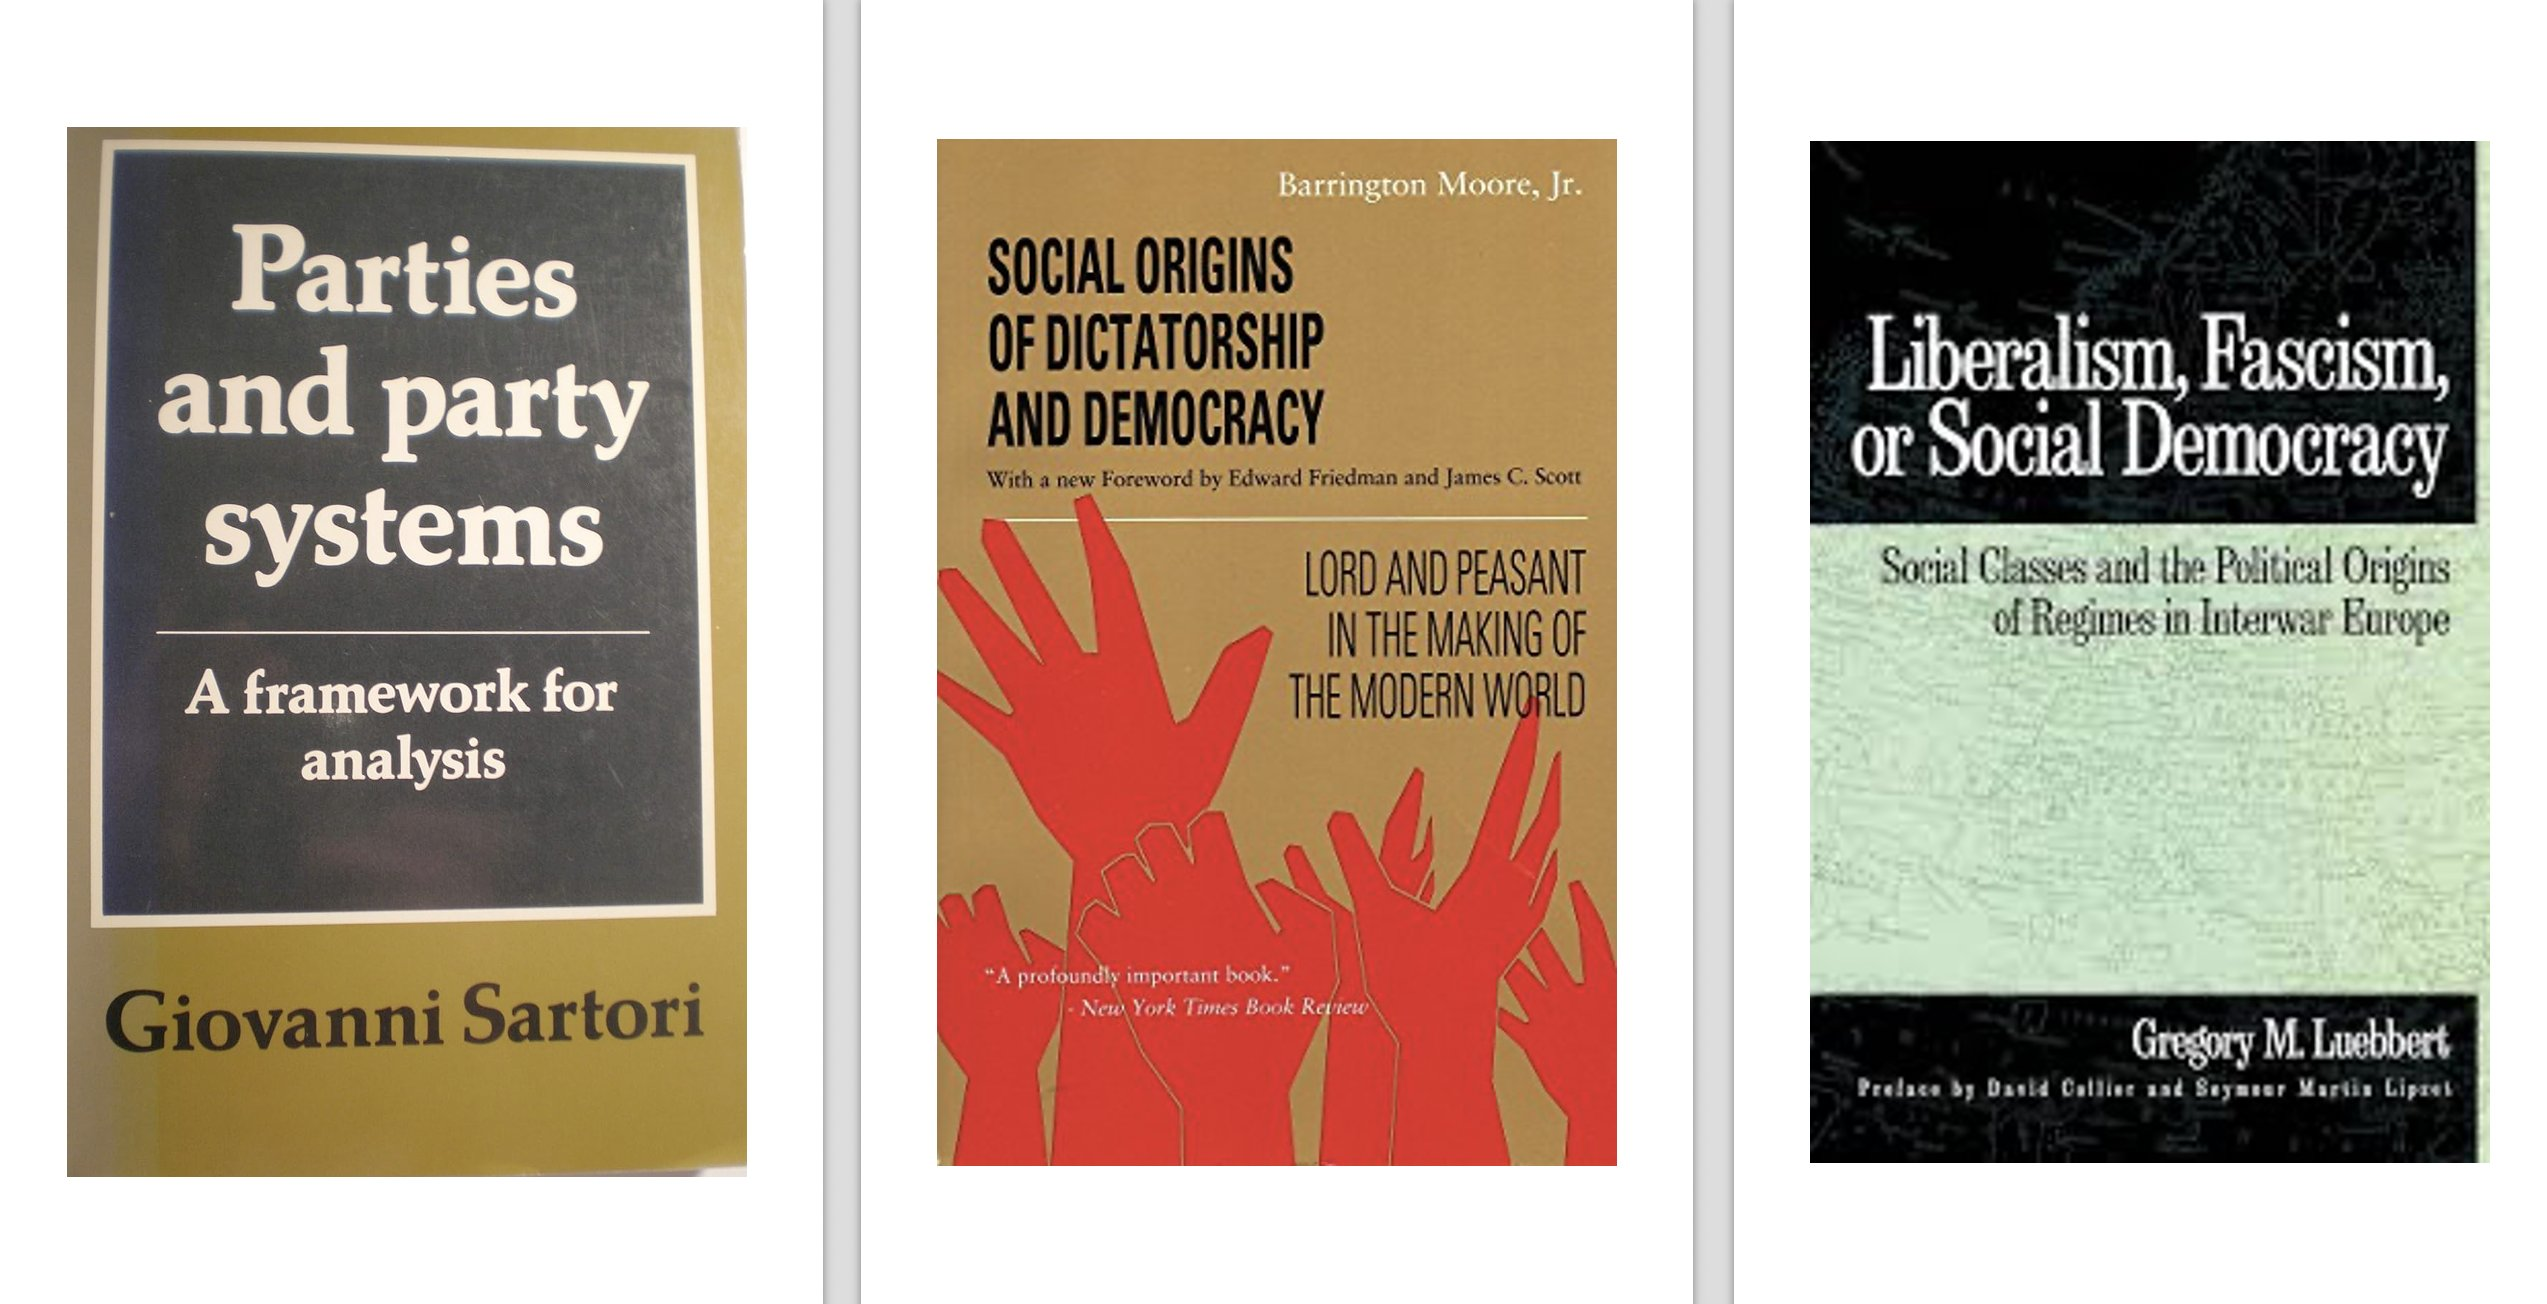 Parties
and party
systems
A framework for
analysis
Giovanni Sartori
Barrington Moore, Jr.
SOCIAL ORIGINS
OF DICTATORSHIP
AND DEMOCRACY
With a new Foreword by Edward Friedman and James C. Scott
LORD AND PEASANT
IN THE MAKING OF
THE MODERN WORLD
“A profoundly important book.”
- New York Times Book Review
Liberalism, Fascism,
or Social Democracy
Social Classes and the Political Origins
of Regimes in Interwar Europe
Gregory M. Luebbert
Preface by David Collier and Seymour Martin Lipset